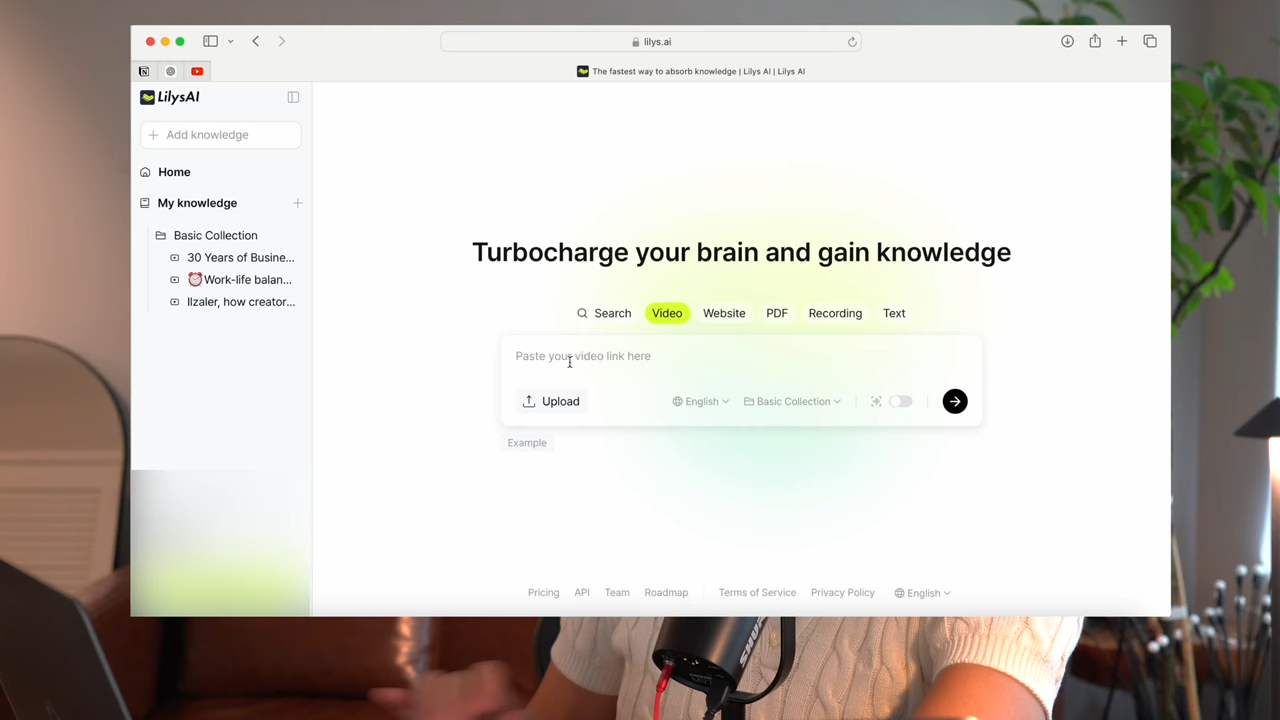 lilys.ai
The fastest way to absorb knowledge | Lilys AI | Lilys AI
LilysAI
Add knowledge
Home
My knowledge
Basic Collection
30 Years of Busine...
⏰Work-life balan...
Ilzaler, how creator...
Turbocharge your brain and gain knowledge
Search Video Website PDF Recording Text
Paste your video link here
Upload English Basic Collection
Example
Pricing API Team Roadmap Terms of Service Privacy Policy English
SHURE